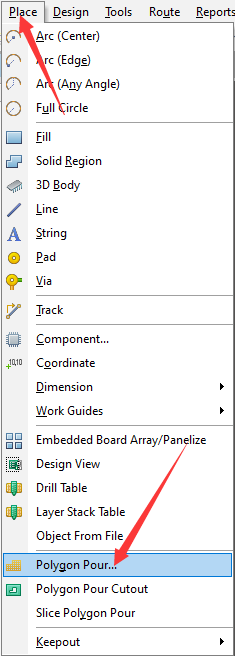 Place Design Tools Route Reports
Arc (Center)
Arc (Edge)
Arc (Any Angle)
Full Circle
Fill
Solid Region
3D Body
Line
A String
Pad
Via
Track
Component...
+10,10 Coordinate
Dimension
Work Guides
Embedded Board Array/Panelize
Design View
Drill Table
Layer Stack Table
Object From File
Polygon Pour...
Polygon Pour Cutout
Slice Polygon Pour
Keepout